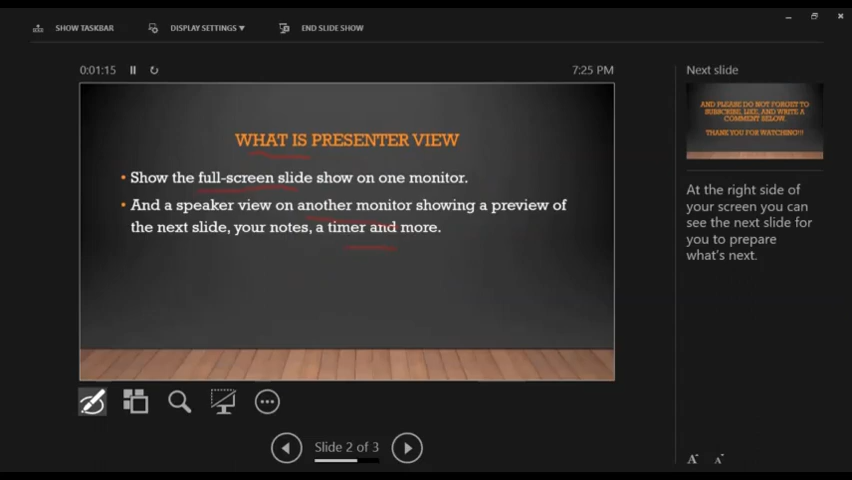 SHOW TASKBAR
DISPLAY SETTINGS ▼
END SLIDE SHOW
0:01:15
7:25 PM
WHAT IS PRESENTER VIEW
• Show the full-screen slide show on one monitor.
• And a speaker view on another monitor showing a preview of
the next slide, your notes, a timer and more.
Slide 2 of 3
Next slide
AND PLEASE DO NOT FORGET TO
SUBSCRIBE, LIKE, AND WRITE A
COMMENT BELOW.
THANK YOU FOR WATCHING!!!
At the right side of
your screen you can
see the next slide for
you to prepare
what's next.
A A